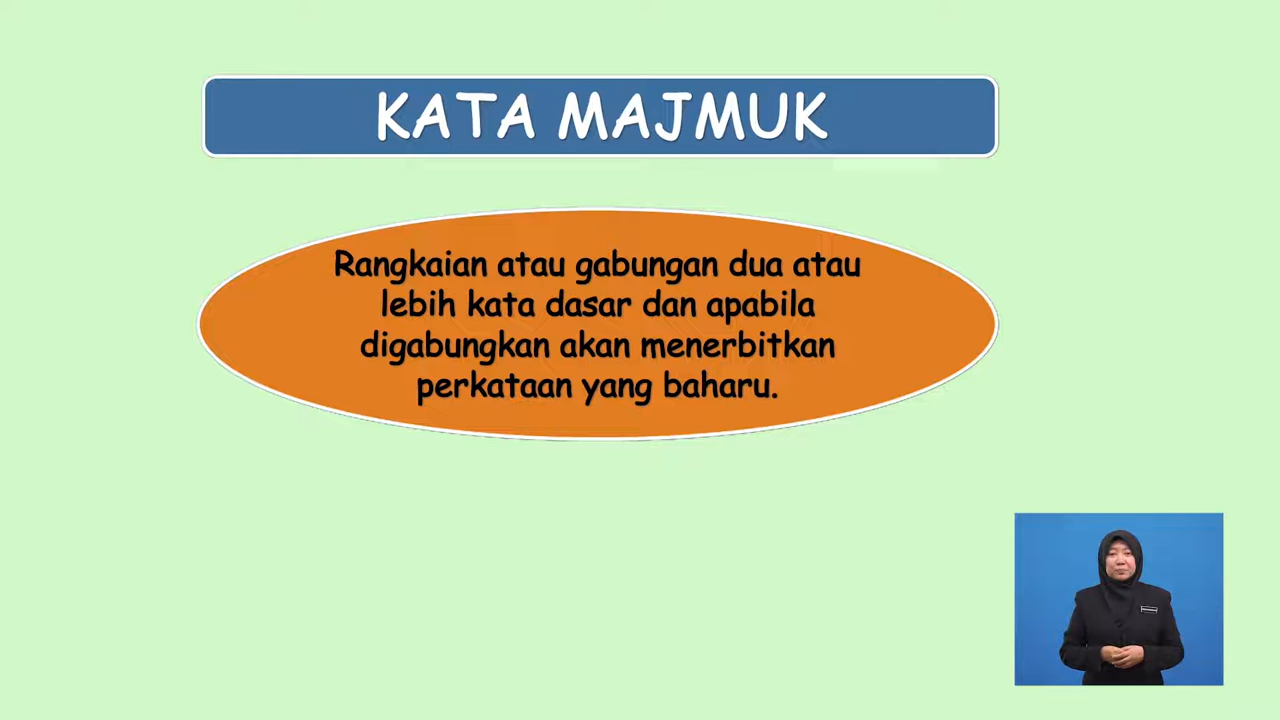 KATA MAJMUK
Rangkaian atau gabungan dua atau
lebih kata dasar dan apabila
digabungkan akan menerbitkan
perkataan yang baharu.